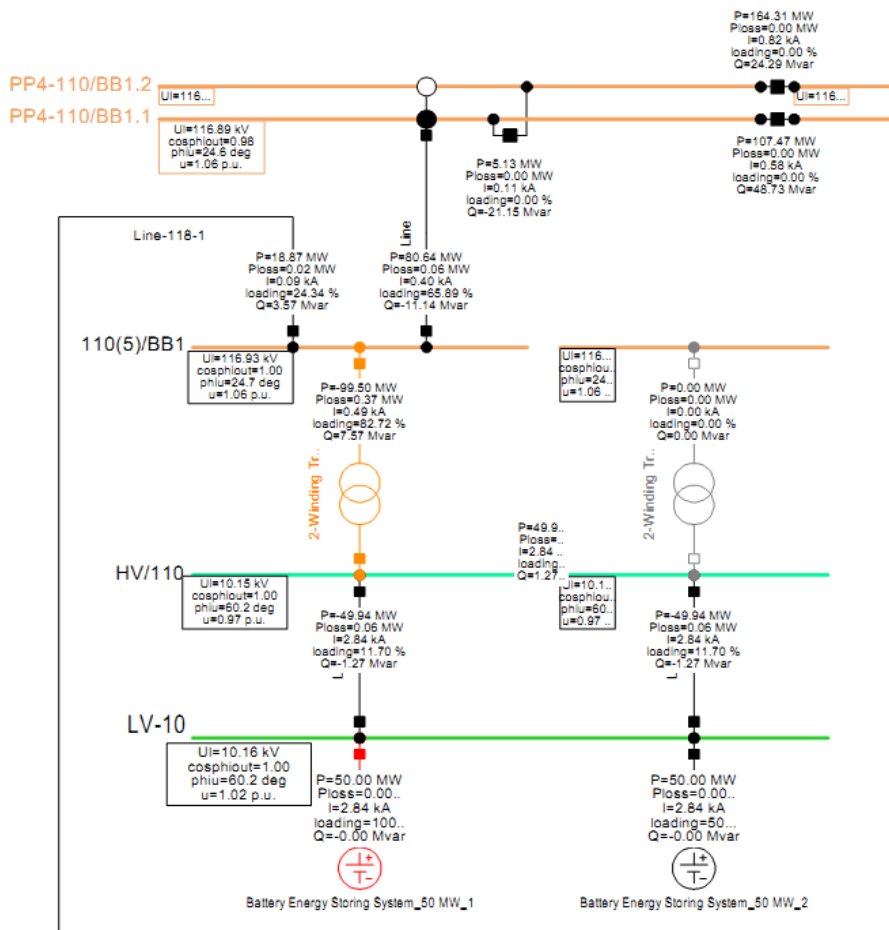 P=164.31 MW
Ploss=0.00 MW
I=0.82 kA
loading=0.00 %
Q=24.29 Mvar
PP4-110/BB1.2
UI=116...
UI=116...
PP4-110/BB1.1
UI=116.89 kV
cosphiout=0.98
phiu=24.6 deg
u=1.06 p.u.
P=5.13 MW
Ploss=0.00 MW
I=0.11 kA
loading=0.00 %
Q=-21.15 Mvar
P=107.47 MW
Ploss=0.00 MW
I=0.58 kA
loading=0.00 %
Q=48.73 Mvar
Line-118-1
Line
P=18.87 MW
Ploss=0.02 MW
I=0.09 kA
loading=24.34 %
Q=3.57 Mvar
P=80.64 MW
Ploss=0.06 MW
I=0.40 kA
loading=65.89 %
Q=-11.14 Mvar
110(5)/BB1
UI=116.93 kV
cosphiout=1.00
phiu=24.7 deg
u=1.06 p.u.
UI=116...
cosphiou..
phiu=24...
u=1.06 ..
P=-99.50 MW
Ploss=0.37 MW
I=0.49 kA
loading=82.72 %
Q=7.57 Mvar
P=0.00 MW
Ploss=0.00 MW
I=0.00 kA
loading=0.00 %
Q=0.00 Mvar
2-Winding Tr..
2-Winding Tr..
P=49.9..
Ploss=..
I=2.84 ..
loading..
Q=1.27..
HV/110
UI=10.15 kV
cosphiout=1.00
phiu=60.2 deg
u=0.97 p.u.
UI=10.1...
cosphiou..
phiu=60...
u=0.97 ..
P=-49.94 MW
Ploss=0.06 MW
I=2.84 kA
loading=11.70 %
Q=-1.27 Mvar
L
P=-49.94 MW
Ploss=0.06 MW
I=2.84 kA
loading=11.70 %
Q=-1.27 Mvar
L
LV-10
UI=10.16 kV
cosphiout=1.00
phiu=60.2 deg
u=1.02 p.u.
P=50.00 MW
Ploss=0.00..
I=2.84 kA
loading=100..
Q=-0.00 Mvar
P=50.00 MW
Ploss=0.00..
I=2.84 kA
loading=50...
Q=-0.00 Mvar
Battery Energy Storing System_50 MW_1
Battery Energy Storing System_50 MW_2